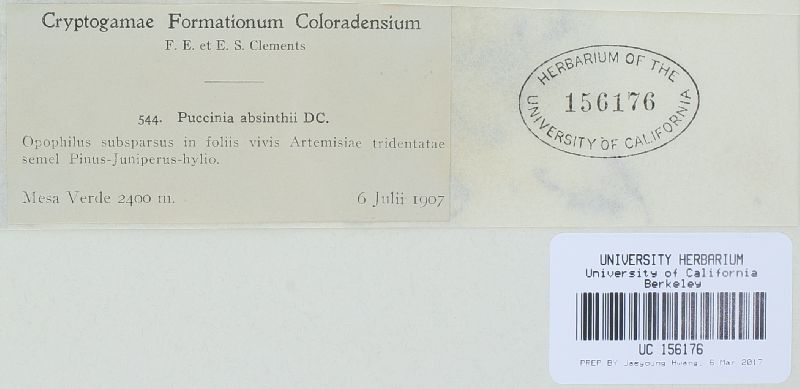 Cryptogamae Formationum Coloradensium
F. E. et E. S. Clements
544. Puccinia absinthii DC.
Opophilus subsparsus in foliis vivis Artemisiae tridentatae
semel Pinus-Juniperus-hylio.
Mesa Verde 2400 m. 6 Julii 1907
HERBARIUM OF THE
156176
UNIVERSITY OF CALIFORNIA
UNIVERSITY HERBARIUM
University of California
Berkeley
UC 156176
PREP BY Jaeyoung Hwang, 6 Mar 2017